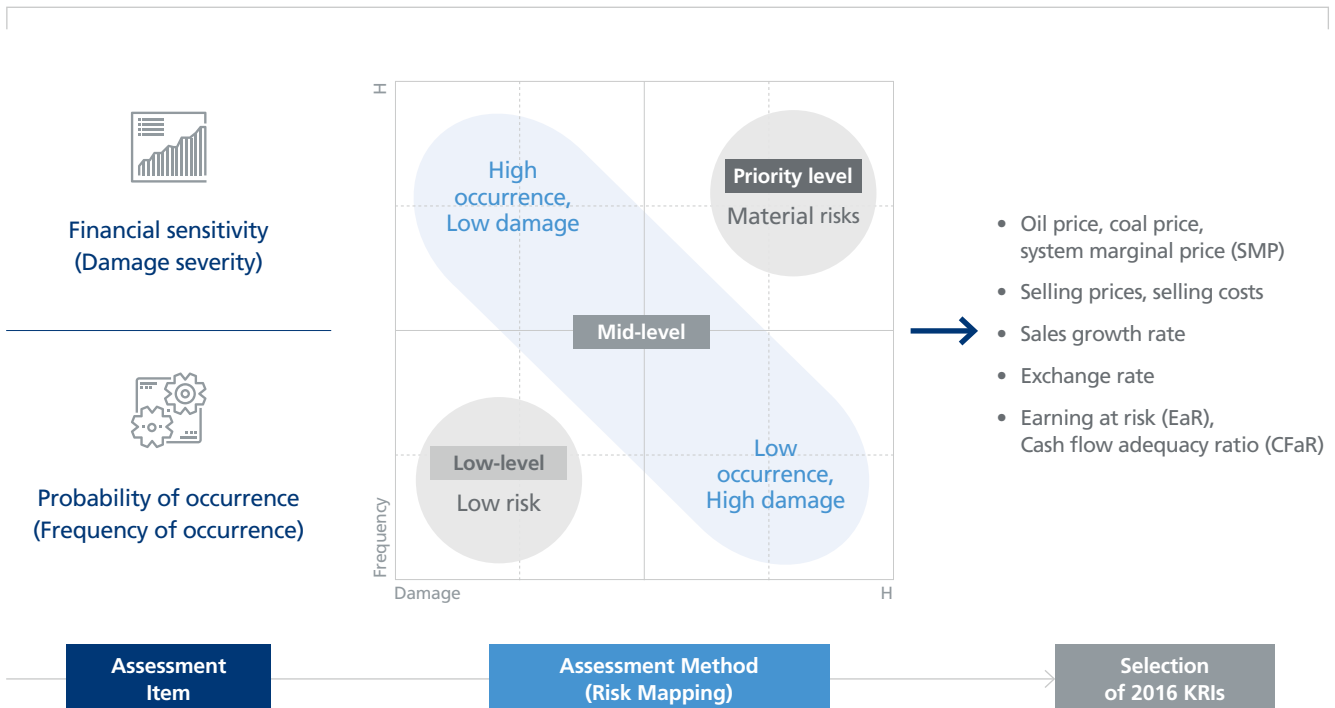 Financial sensitivity
(Damage severity)
Probability of occurrence
(Frequency of occurrence)
H
High
occurrence,
Low damage
Priority level
Material risks
Mid-level
Low-level
Low risk
Low
occurrence,
High damage
Frequency
Damage
H
• Oil price, coal price,
system marginal price (SMP)
• Selling prices, selling costs
• Sales growth rate
• Exchange rate
• Earning at risk (EaR),
Cash flow adequacy ratio (CFaR)
Assessment
Item
Assessment Method
(Risk Mapping)
Selection
of 2016 KRIs